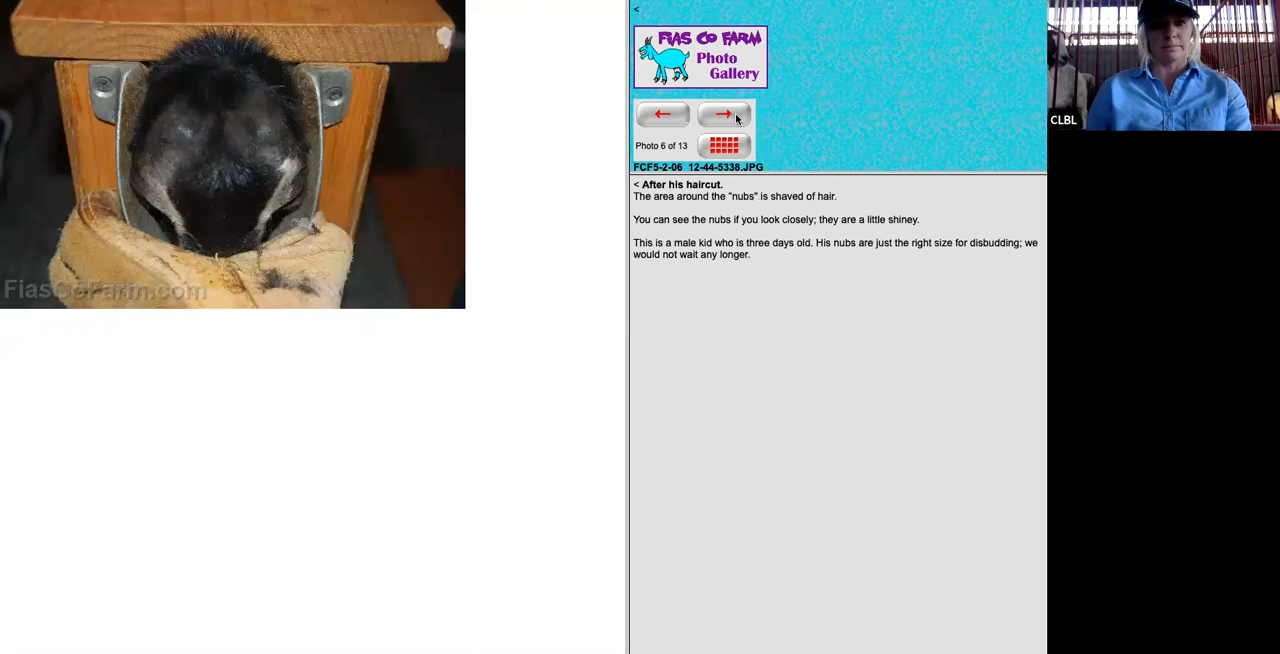 FiasCoFarm.com
<
FiAS CO FARM
Photo
Gallery
Photo 6 of 13
FCF5-2-06 12-44-5338.JPG
< After his haircut.
The area around the "nubs" is shaved of hair.
You can see the nubs if you look closely; they are a little shiney.
This is a male kid who is three days old. His nubs are just the right size for disbudding; we
would not wait any longer.
CLBL